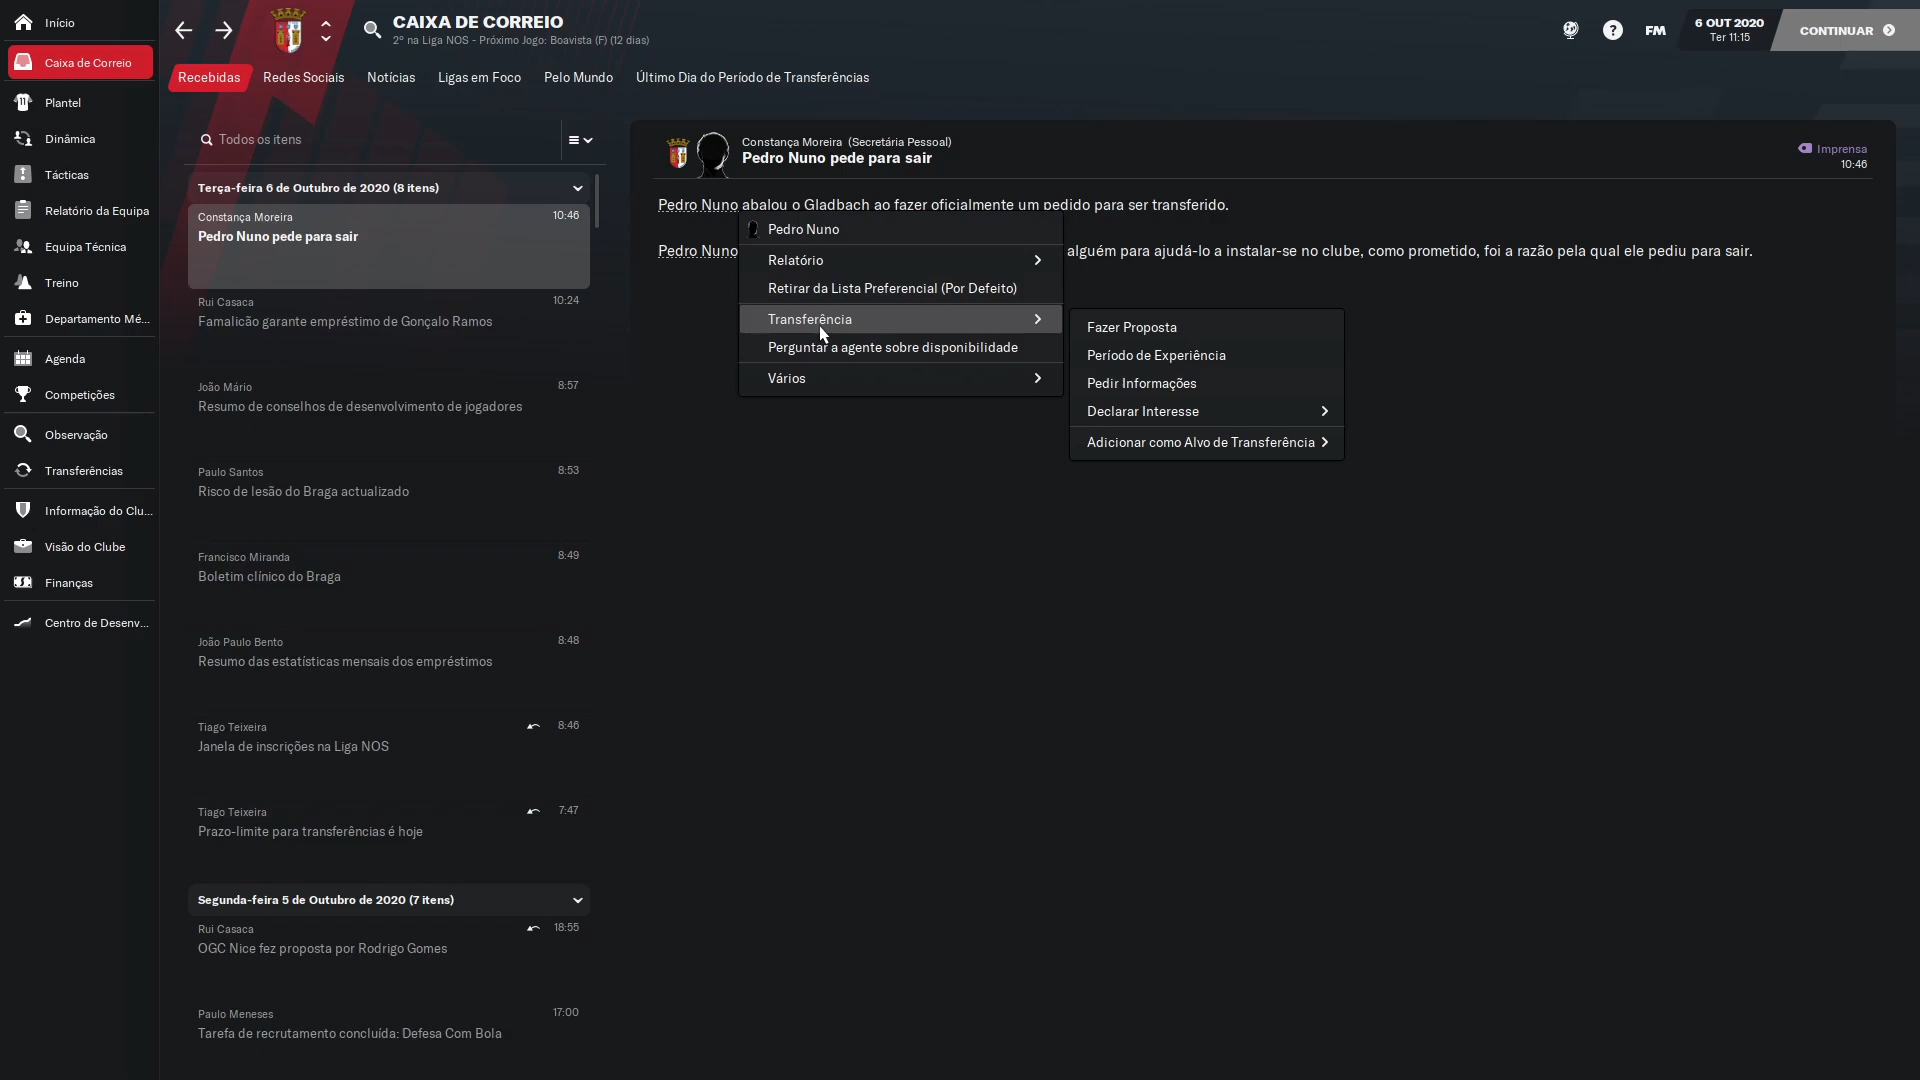 Início
Caixa de Correio
Plantel
Dinâmica
Tácticas
Relatório da Equipa
Equipa Técnica
Treino
Departamento Mé...
Agenda
Competições
Observação
Transferências
Informação do Clu...
Visão do Clube
Finanças
Centro de Desenv...
CAIXA DE CORREIO
2º na Liga NOS - Próximo Jogo: Boavista (F) (12 dias)
FM
6 OUT 2020
Ter 11:15
CONTINUAR
Recebidas
Redes Sociais
Notícias
Ligas em Foco
Pelo Mundo
Último Dia do Período de Transferências
Todos os itens
Terça-feira 6 de Outubro de 2020 (8 itens)
Constança Moreira 10:46
Pedro Nuno pede para sair
Rui Casaca 10:24
Famalicão garante empréstimo de Gonçalo Ramos
João Mário 8:57
Resumo de conselhos de desenvolvimento de jogadores
Paulo Santos 8:53
Risco de lesão do Braga actualizado
Francisco Miranda 8:49
Boletim clínico do Braga
João Paulo Bento 8:48
Resumo das estatísticas mensais dos empréstimos
Tiago Teixeira 8:46
Janela de inscrições na Liga NOS
Tiago Teixeira 7:47
Prazo-limite para transferências é hoje
Segunda-feira 5 de Outubro de 2020 (7 itens)
Rui Casaca 18:55
OGC Nice fez proposta por Rodrigo Gomes
Paulo Meneses 17:00
Tarefa de recrutamento concluída: Defesa Com Bola
Constança Moreira (Secretária Pessoal)
Pedro Nuno pede para sair
Imprensa
10:46
Pedro Nuno abalou o Gladbach ao fazer oficialmente um pedido para ser transferido.
Pedro Nuno alguém para ajudá-lo a instalar-se no clube, como prometido, foi a razão pela qual ele pediu para sair.
Pedro Nuno
Relatório
Retirar da Lista Preferencial (Por Defeito)
Transferência
Perguntar a agente sobre disponibilidade
Vários
Fazer Proposta
Período de Experiência
Pedir Informações
Declarar Interesse
Adicionar como Alvo de Transferência